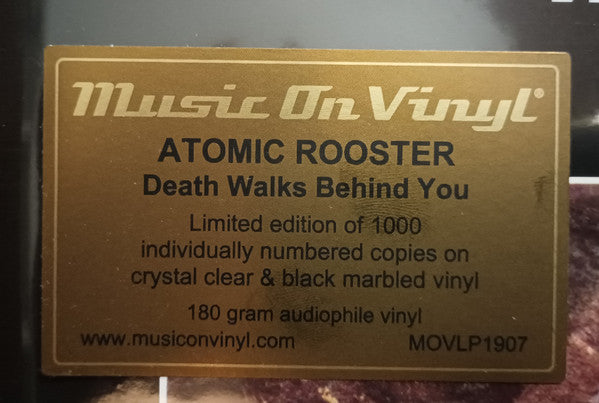 Music On Vinyl®
ATOMIC ROOSTER
Death Walks Behind You
Limited edition of 1000
individually numbered copies on
crystal clear & black marbled vinyl
180 gram audiophile vinyl
www.musiconvinyl.com MOVLP1907